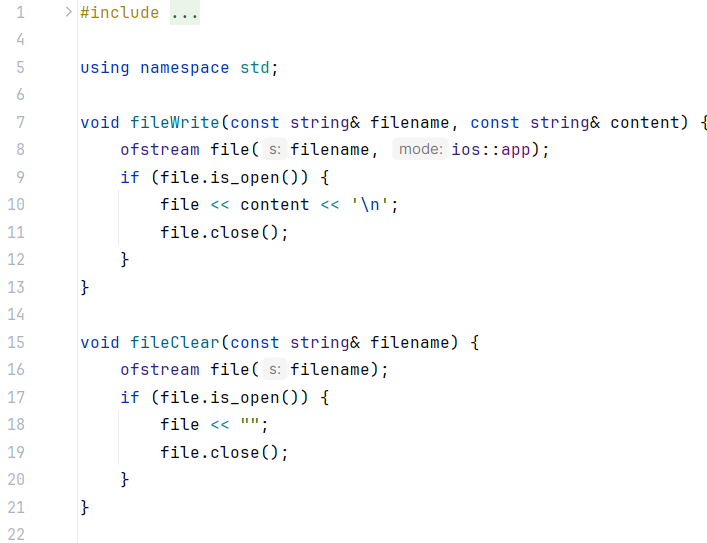 1 #include ...
4
5 using namespace std;
6
7 void fileWrite(const string& filename, const string& content) {
8     ofstream file( s: filename, mode: ios::app);
9     if (file.is_open()) {
10         file << content << '\n';
11         file.close();
12     }
13 }
14
15 void fileClear(const string& filename) {
16     ofstream file( s: filename);
17     if (file.is_open()) {
18         file << "";
19         file.close();
20     }
21 }
22